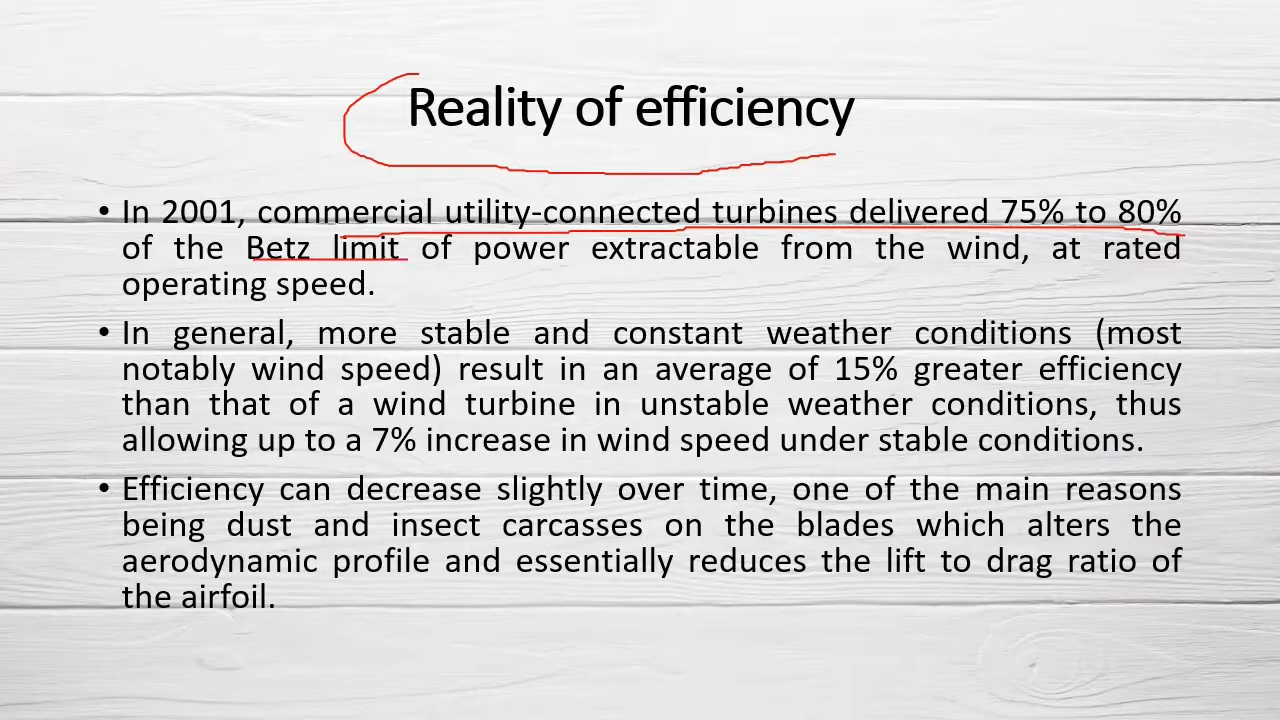 Reality of efficiency
• In 2001, commercial utility-connected turbines delivered 75% to 80%
of the Betz limit of power extractable from the wind, at rated
operating speed.
• In general, more stable and constant weather conditions (most
notably wind speed) result in an average of 15% greater efficiency
than that of a wind turbine in unstable weather conditions, thus
allowing up to a 7% increase in wind speed under stable conditions.
• Efficiency can decrease slightly over time, one of the main reasons
being dust and insect carcasses on the blades which alters the
aerodynamic profile and essentially reduces the lift to drag ratio of
the airfoil.